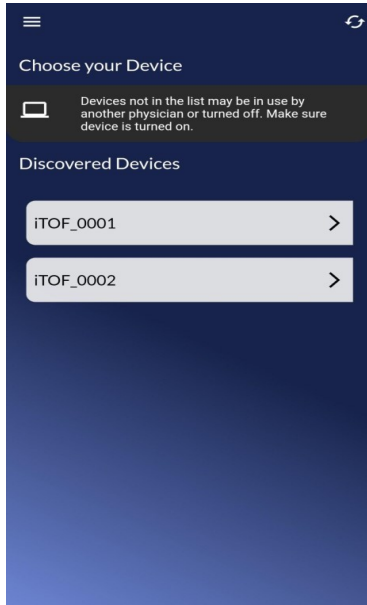 Choose your Device
Devices not in the list may be in use by
another physician or turned off. Make sure
device is turned on.
Discovered Devices
iTOF_0001
iTOF_0002